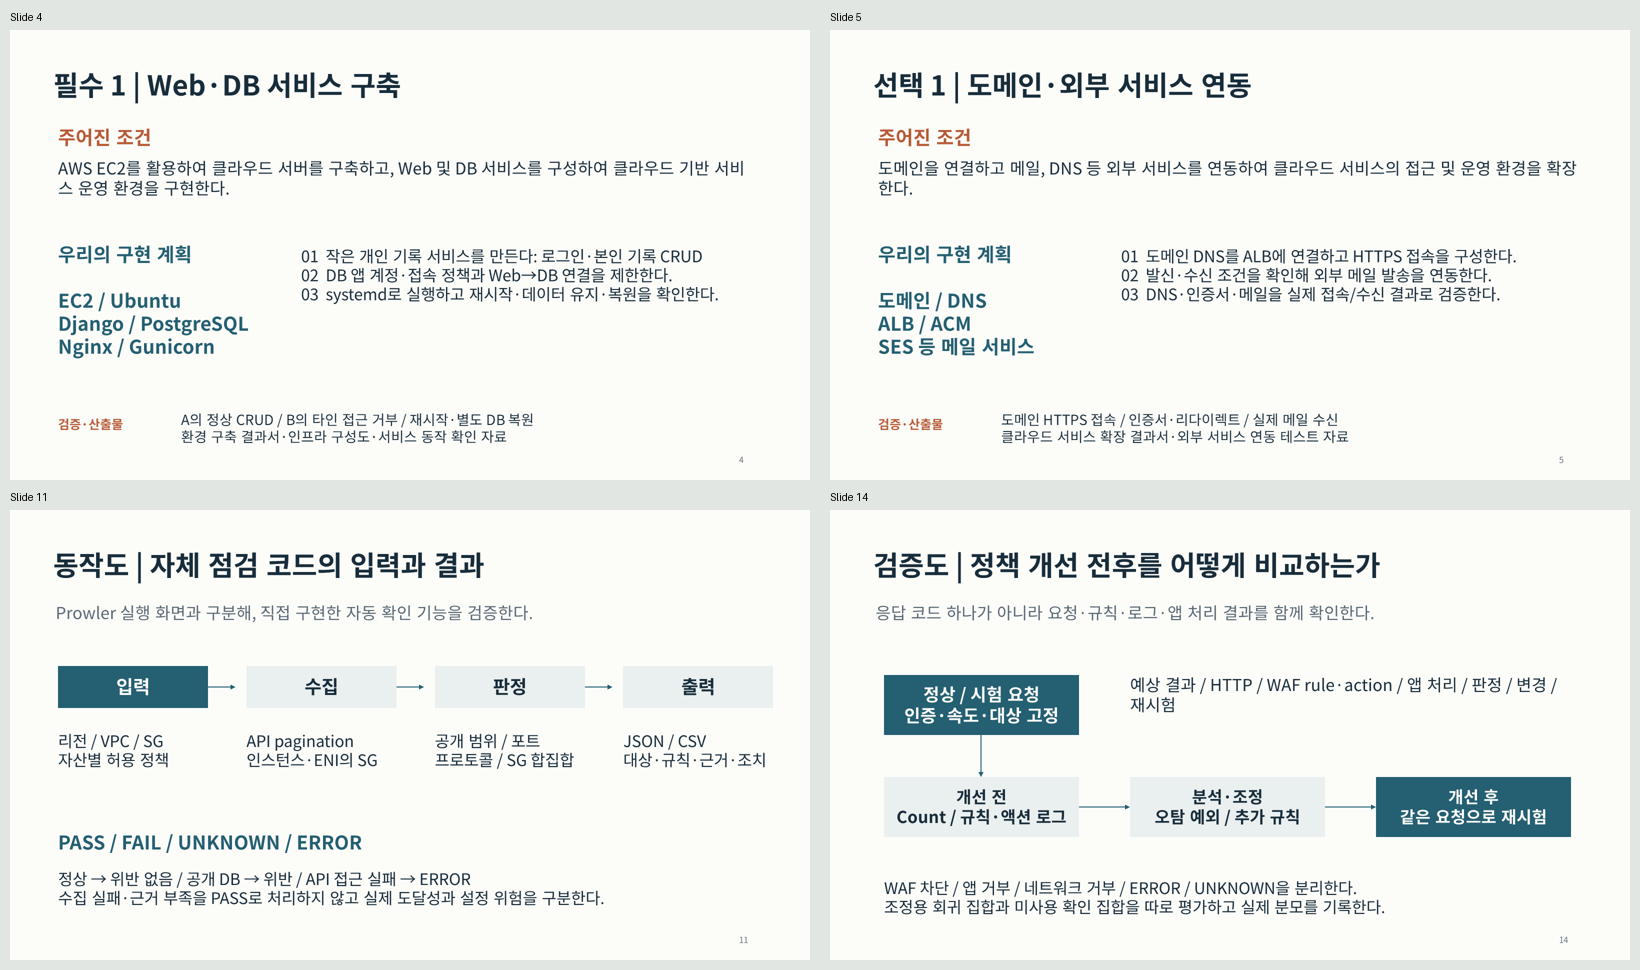 Slide 4
필수 1 | Web·DB 서비스 구축
주어진 조건
AWS EC2를 활용하여 클라우드 서버를 구축하고, Web 및 DB 서비스를 구성하여 클라우드 기반 서비
스 운영 환경을 구현한다.
우리의 구현 계획
EC2 / Ubuntu
Django / PostgreSQL
Nginx / Gunicorn
01 작은 개인 기록 서비스를 만든다: 로그인·본인 기록 CRUD
02 DB 앱 계정·접속 정책과 Web→DB 연결을 제한한다.
03 systemd로 실행하고 재시작·데이터 유지·복원을 확인한다.
검증·산출물
A의 정상 CRUD / B의 타인 접근 거부 / 재시작·별도 DB 복원
환경 구축 결과서·인프라 구성도·서비스 동작 확인 자료
4
Slide 5
선택 1 | 도메인·외부 서비스 연동
주어진 조건
도메인을 연결하고 메일, DNS 등 외부 서비스를 연동하여 클라우드 서비스의 접근 및 운영 환경을 확장
한다.
우리의 구현 계획
도메인 / DNS
ALB / ACM
SES 등 메일 서비스
01 도메인 DNS를 ALB에 연결하고 HTTPS 접속을 구성한다.
02 발신·수신 조건을 확인해 외부 메일 발송을 연동한다.
03 DNS·인증서·메일을 실제 접속/수신 결과로 검증한다.
검증·산출물
도메인 HTTPS 접속 / 인증서·리다이렉트 / 실제 메일 수신
클라우드 서비스 확장 결과서·외부 서비스 연동 테스트 자료
5
Slide 11
동작도 | 자체 점검 코드의 입력과 결과
Prowler 실행 화면과 구분해, 직접 구현한 자동 확인 기능을 검증한다.
입력
수집
판정
출력
리전 / VPC / SG
자산별 허용 정책
API pagination
인스턴스·ENI의 SG
공개 범위 / 포트
프로토콜 / SG 합집합
JSON / CSV
대상·규칙·근거·조치
PASS / FAIL / UNKNOWN / ERROR
정상 → 위반 없음 / 공개 DB → 위반 / API 접근 실패 → ERROR
수집 실패·근거 부족을 PASS로 처리하지 않고 실제 도달성과 설정 위험을 구분한다.
11
Slide 14
검증도 | 정책 개선 전후를 어떻게 비교하는가
응답 코드 하나가 아니라 요청·규칙·로그·앱 처리 결과를 함께 확인한다.
정상 / 시험 요청
인증·속도·대상 고정
예상 결과 / HTTP / WAF rule·action / 앱 처리 / 판정 / 변경 /
재시험
개선 전
Count / 규칙·액션 로그
분석·조정
오탐 예외 / 추가 규칙
개선 후
같은 요청으로 재시험
WAF 차단 / 앱 거부 / 네트워크 거부 / ERROR / UNKNOWN을 분리한다.
조정용 회귀 집합과 미사용 확인 집합을 따로 평가하고 실제 분모를 기록한다.
14